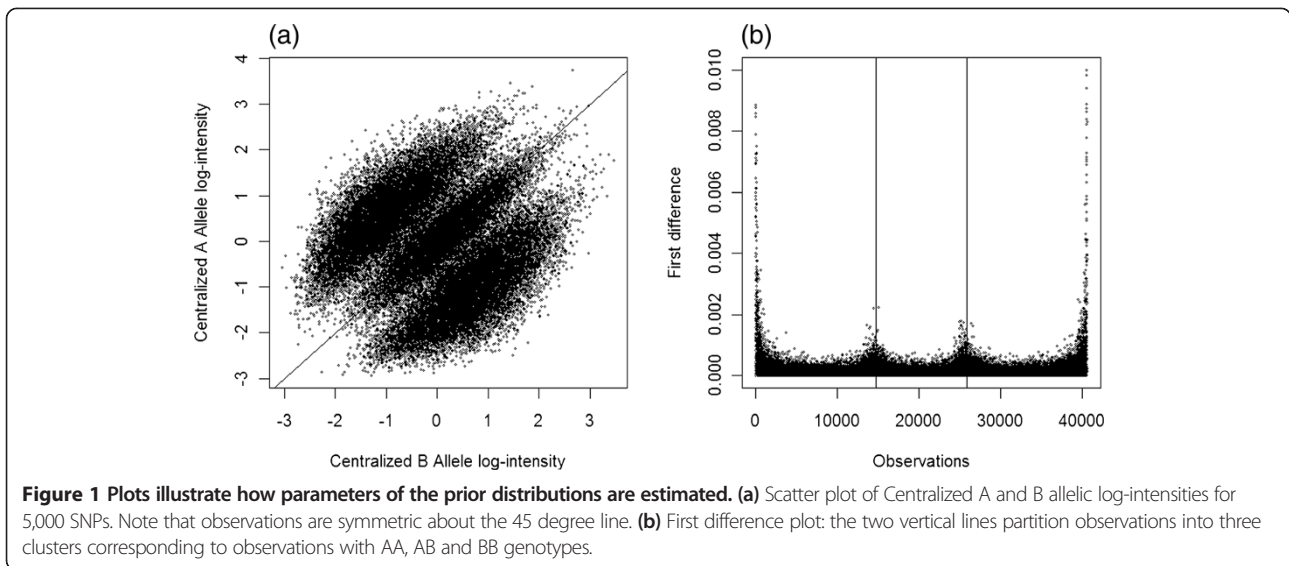 (a)
Centralized A Allele log-intensity
4
3
2
1
0
-1
-2
-3
-3 -2 -1 0 1 2 3
Centralized B Allele log-intensity
(b)
First difference
0.010
0.008
0.006
0.004
0.002
0.000
0 10000 20000 30000 40000
Observations
Figure 1 Plots illustrate how parameters of the prior distributions are estimated. (a) Scatter plot of Centralized A and B allelic log-intensities for
5,000 SNPs. Note that observations are symmetric about the 45 degree line. (b) First difference plot: the two vertical lines partition observations into three
clusters corresponding to observations with AA, AB and BB genotypes.